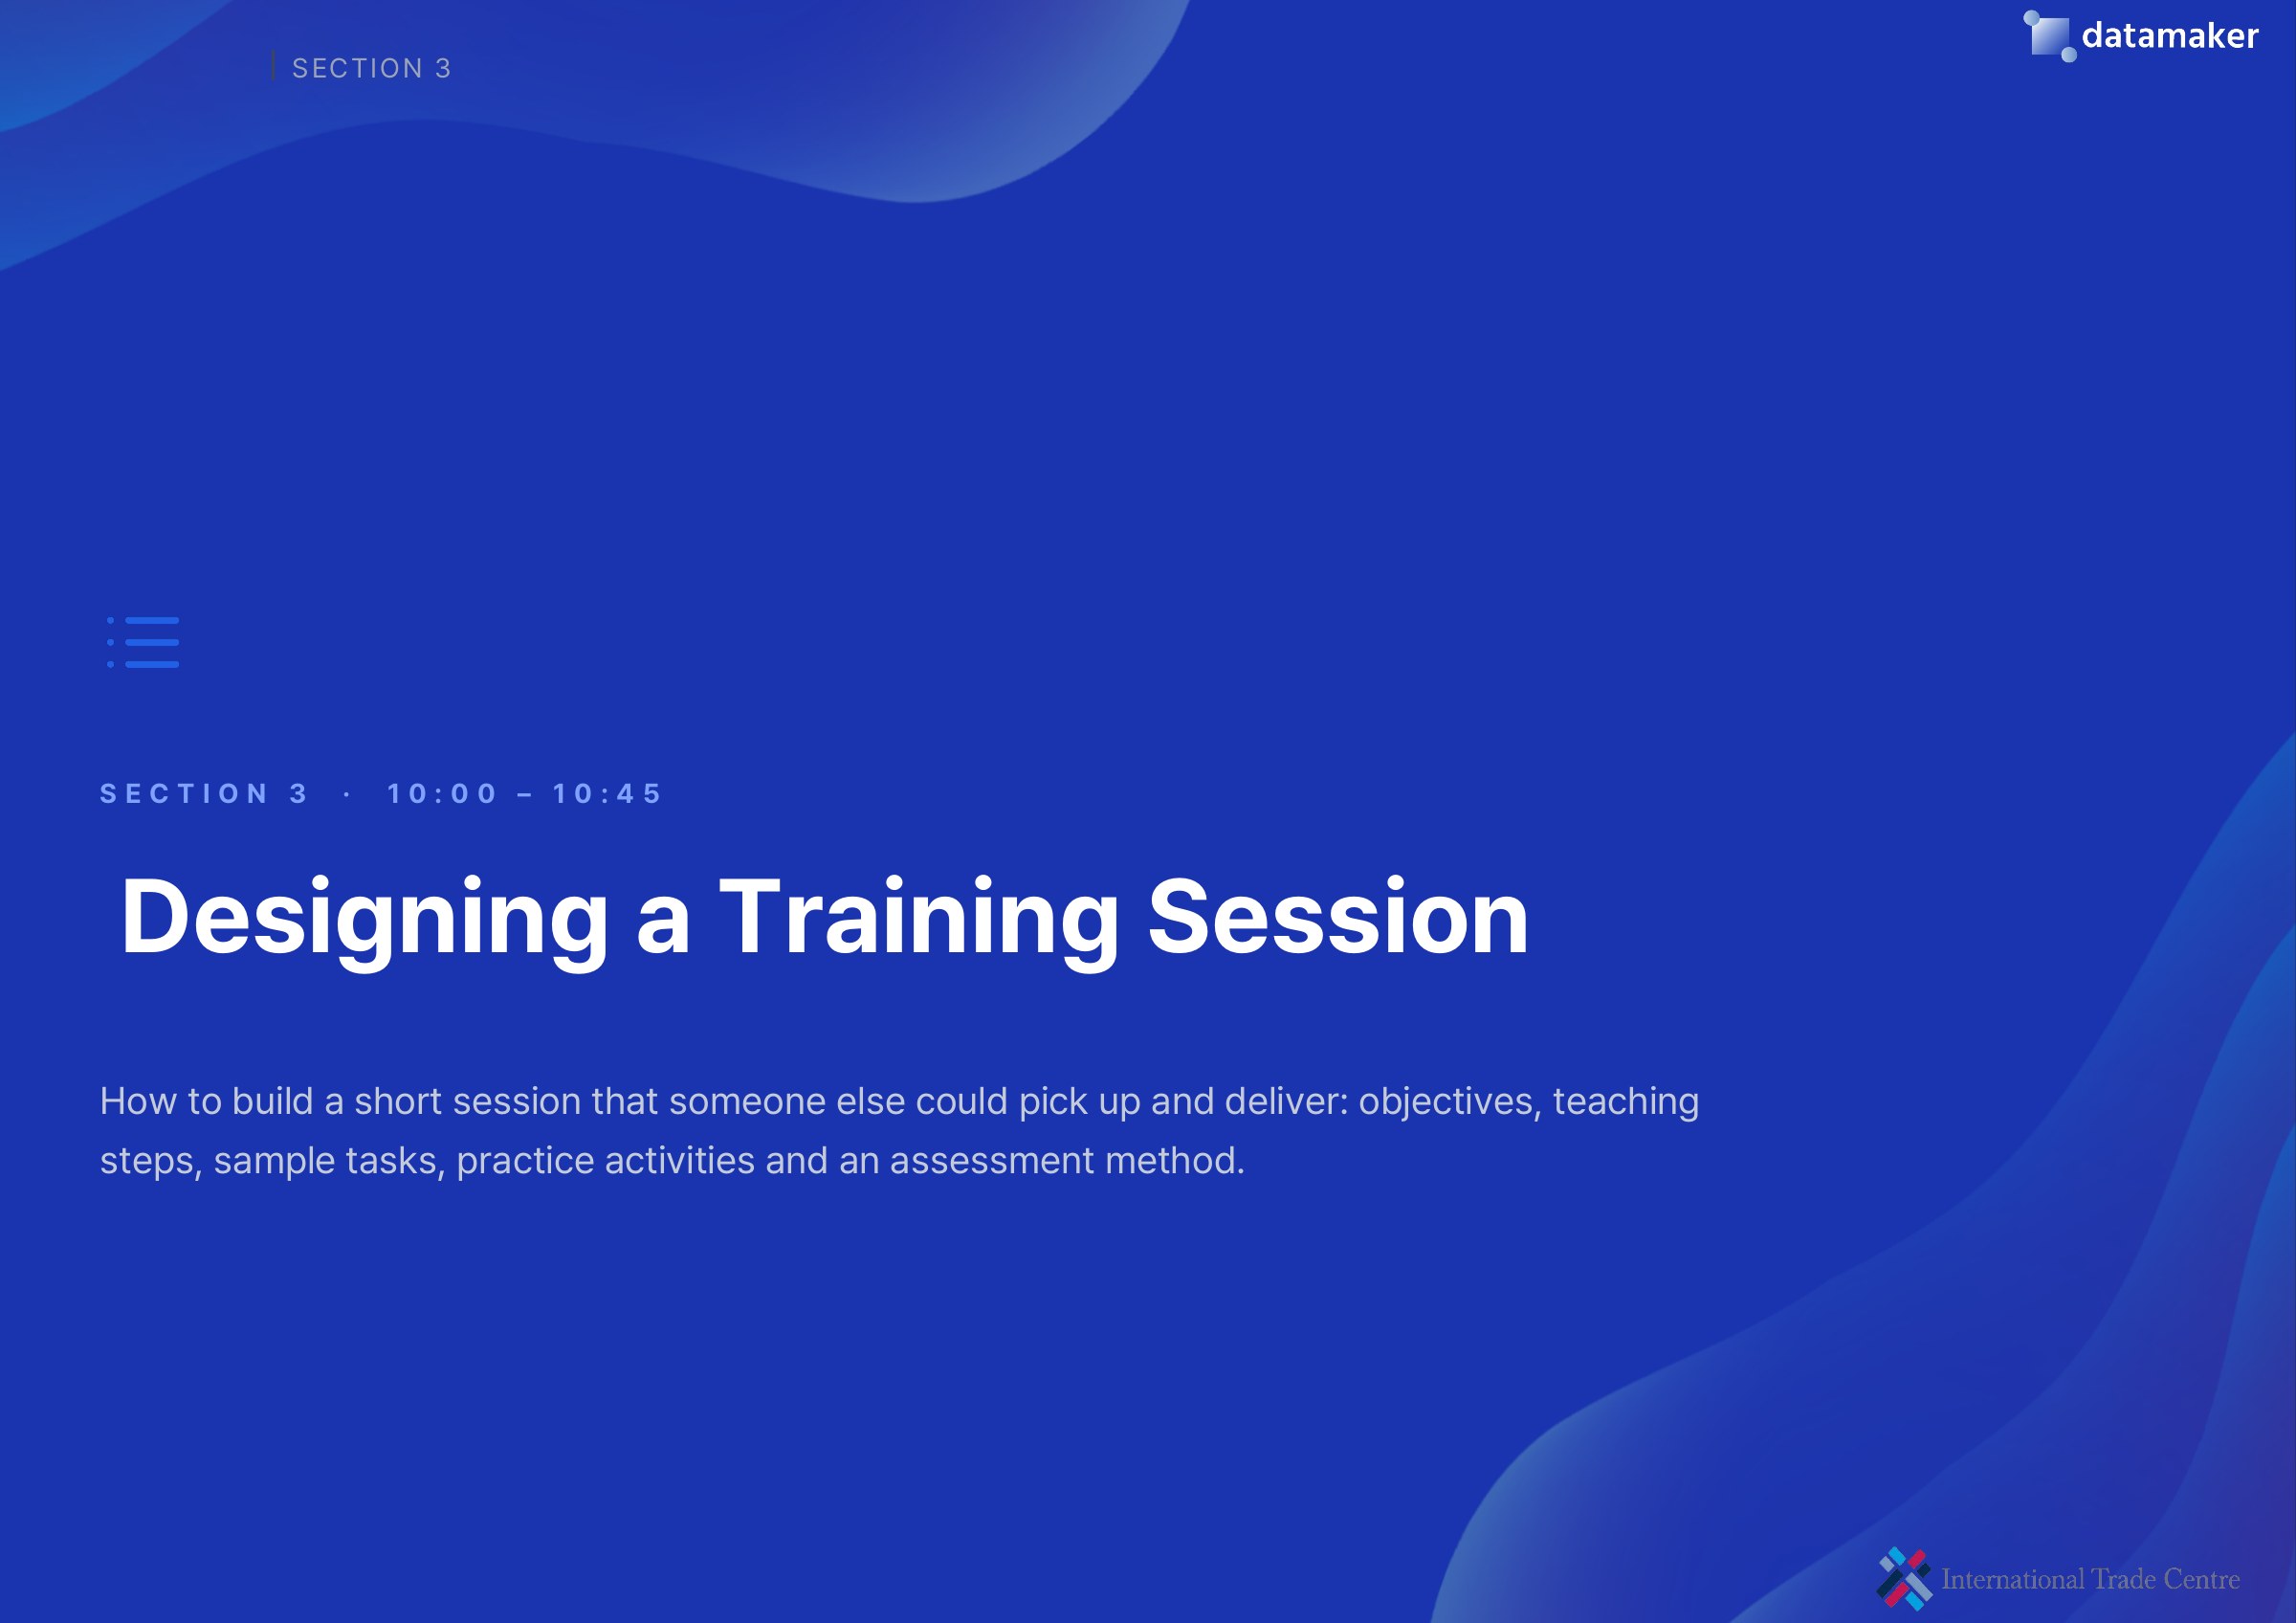 SECTION 3
datamaker
SECTION 3 · 10:00 – 10:45
Designing a Training Session
How to build a short session that someone else could pick up and deliver: objectives, teaching
steps, sample tasks, practice activities and an assessment method.
International Trade Centre